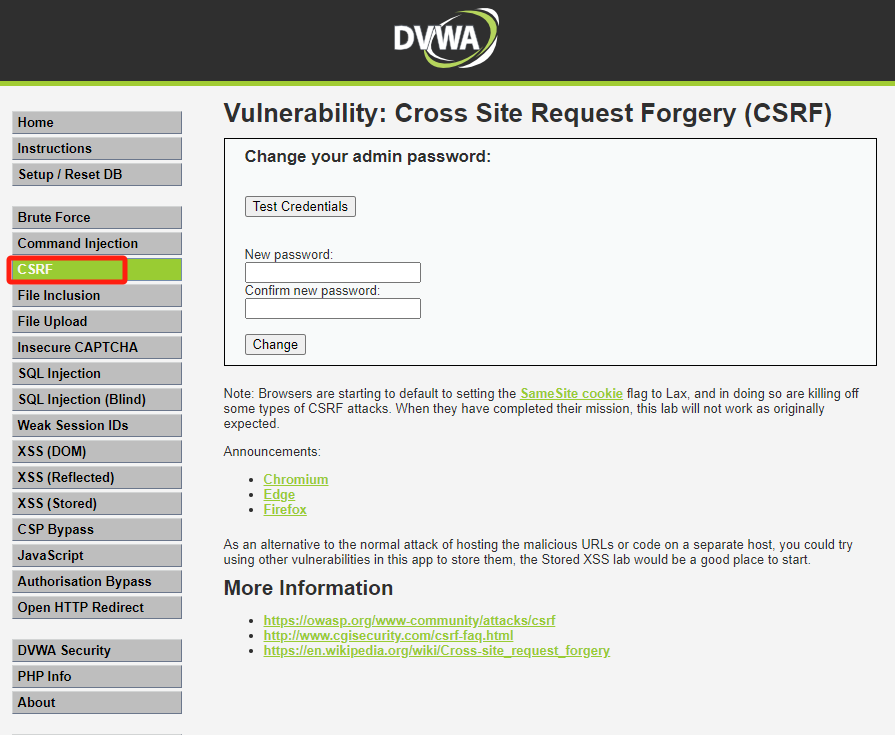 DVWA
Home
Instructions
Setup / Reset DB
Brute Force
Command Injection
CSRF
File Inclusion
File Upload
Insecure CAPTCHA
SQL Injection
SQL Injection (Blind)
Weak Session IDs
XSS (DOM)
XSS (Reflected)
XSS (Stored)
CSP Bypass
JavaScript
Authorisation Bypass
Open HTTP Redirect
DVWA Security
PHP Info
About
Vulnerability: Cross Site Request Forgery (CSRF)
Change your admin password:
Test Credentials
New password:
Confirm new password:
Change
Note: Browsers are starting to default to setting the SameSite cookie flag to Lax, and in doing so are killing off
some types of CSRF attacks. When they have completed their mission, this lab will not work as originally
expected.
Announcements:
• Chromium
• Edge
• Firefox
As an alternative to the normal attack of hosting the malicious URLs or code on a separate host, you could try
using other vulnerabilities in this app to store them, the Stored XSS lab would be a good place to start.
More Information
• https://owasp.org/www-community/attacks/csrf
• http://www.cgisecurity.com/csrf-faq.html
• https://en.wikipedia.org/wiki/Cross-site_request_forgery